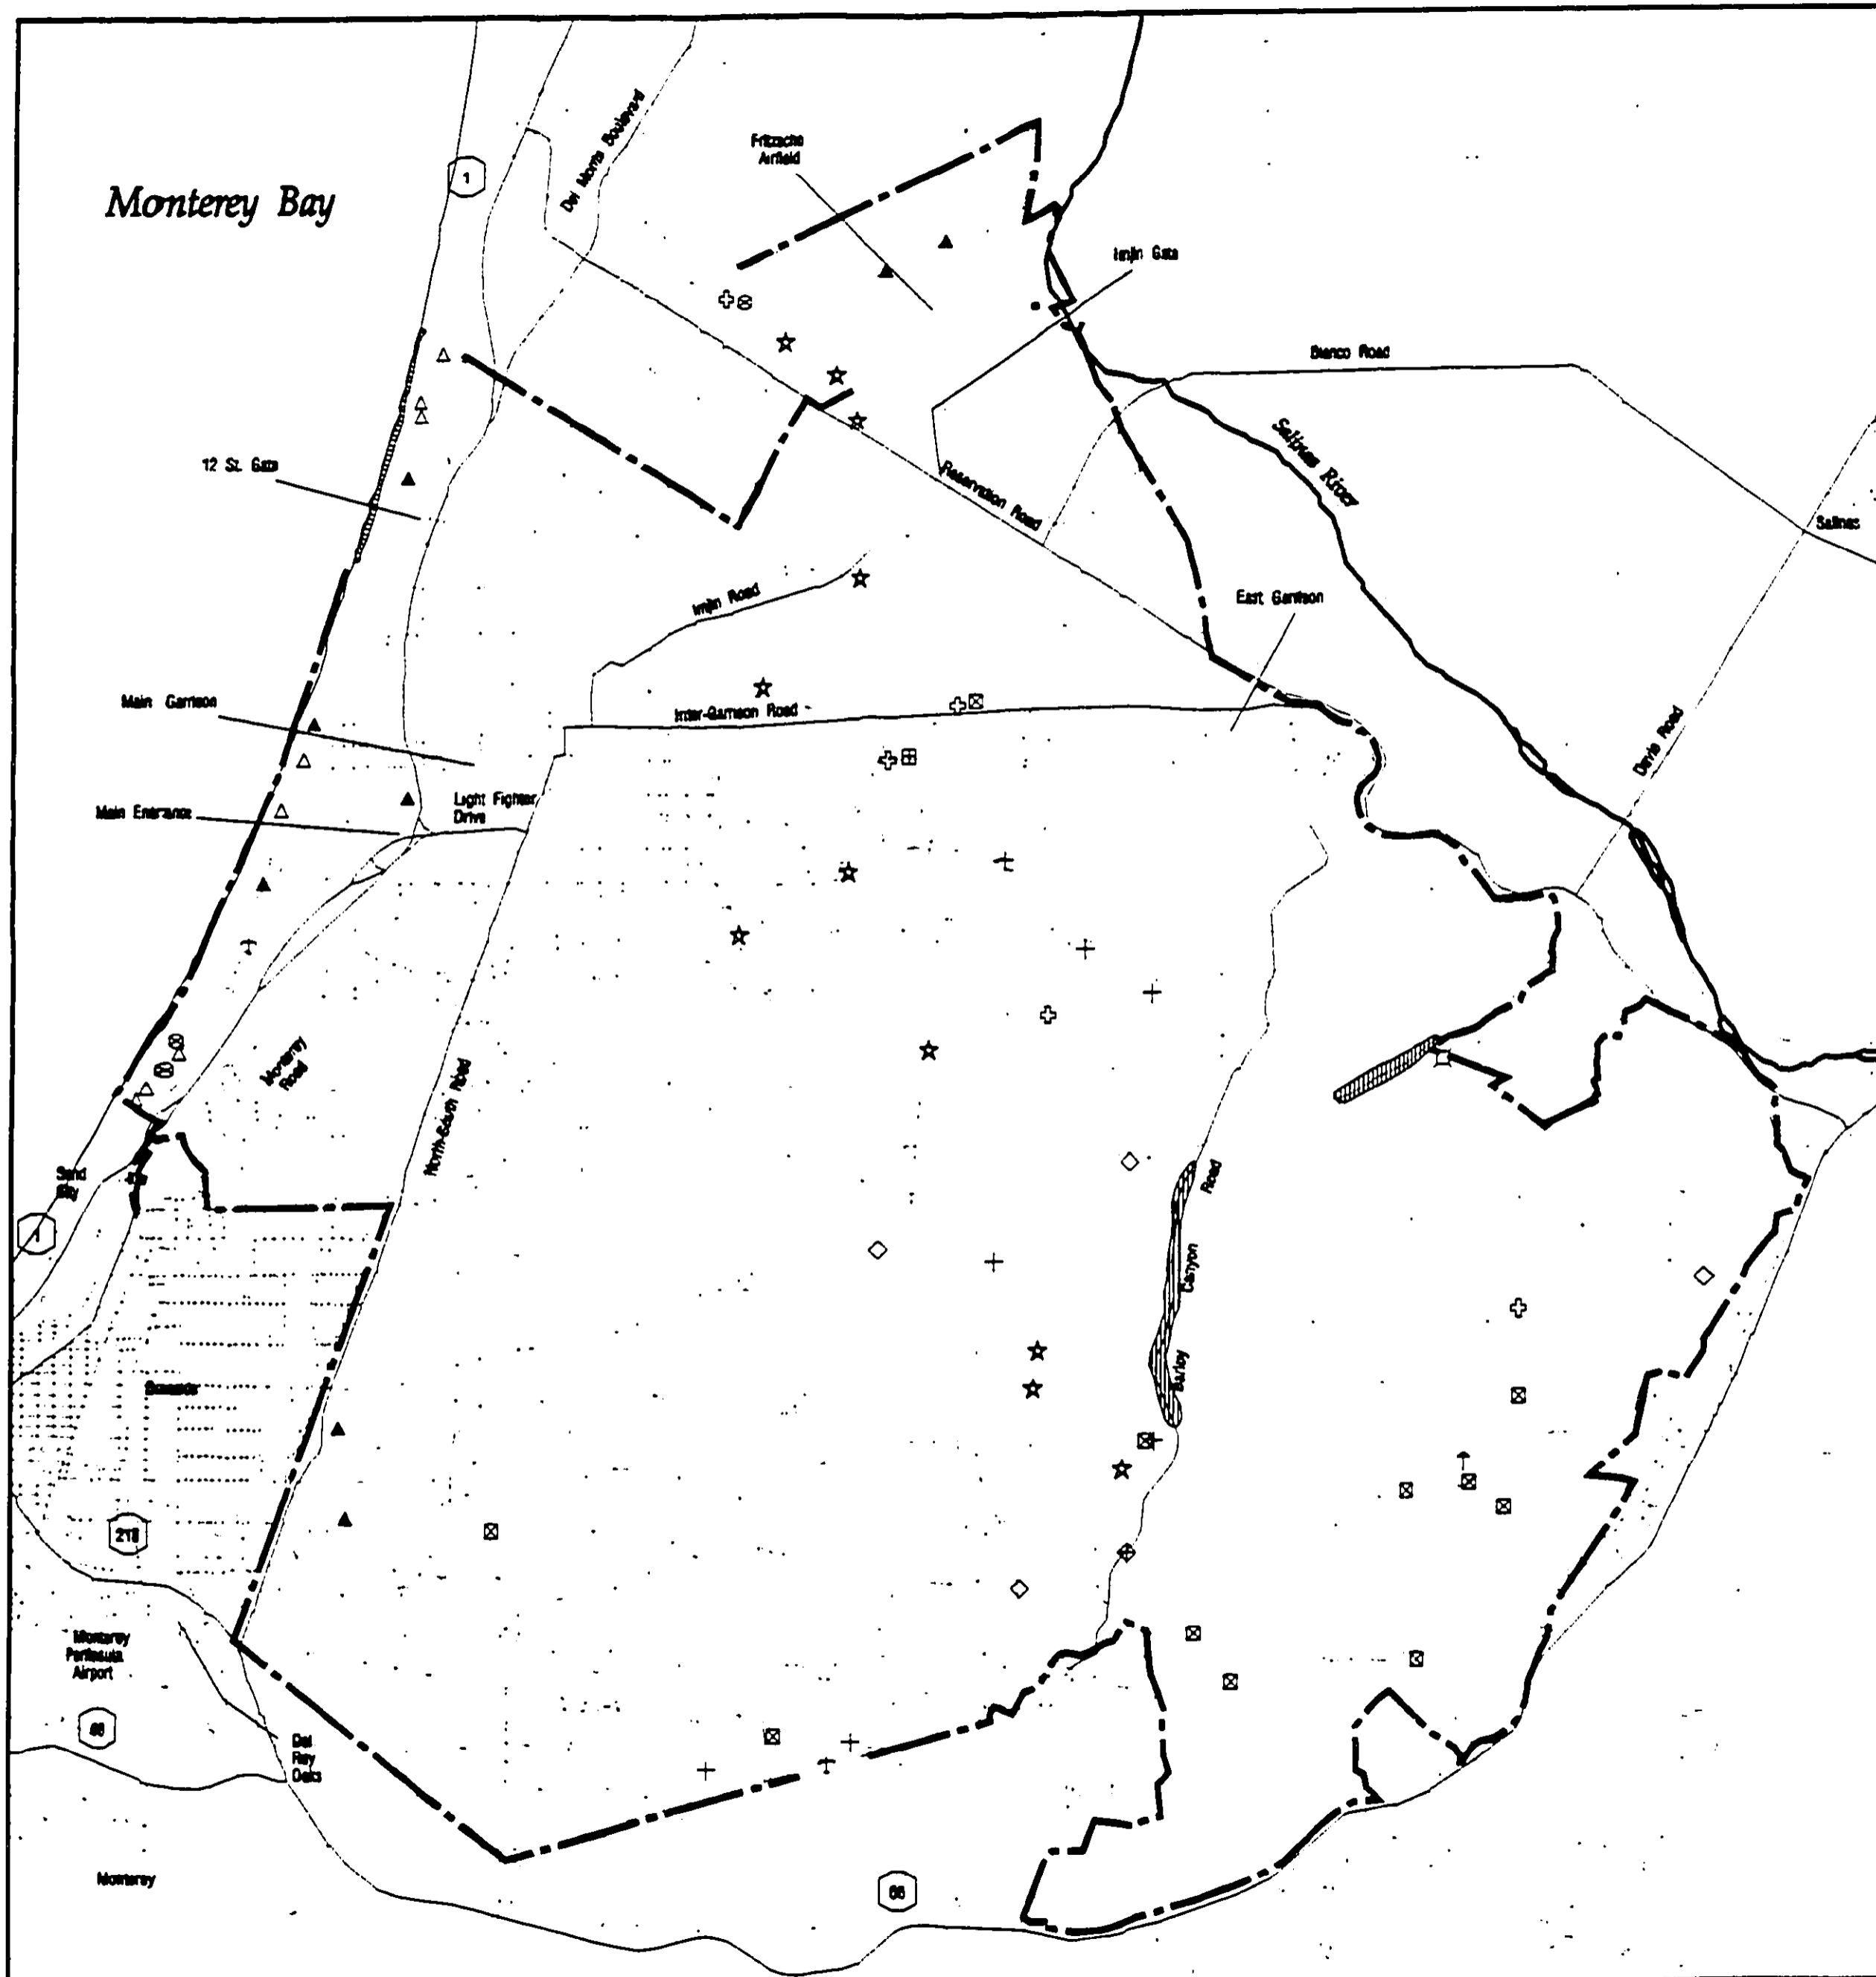 Monterey Bay
1
Del Monte Boulevard
Fritzsche
Airfield
Imjin Gate
Blanco Road
12 St. Gate
Reservation Road
Salinas River
Salinas
Imjin Road
East Garrison
Main Garrison
Inter-Garrison Road
Davis Road
Main Entrance
Light Fighter
Drive
Monterey
Road
North-South Road
Sand
City
1
Barloy Canyon Road
218
Monterey
Peninsula
Airport
68
Del
Rey
Oaks
Monterey
68